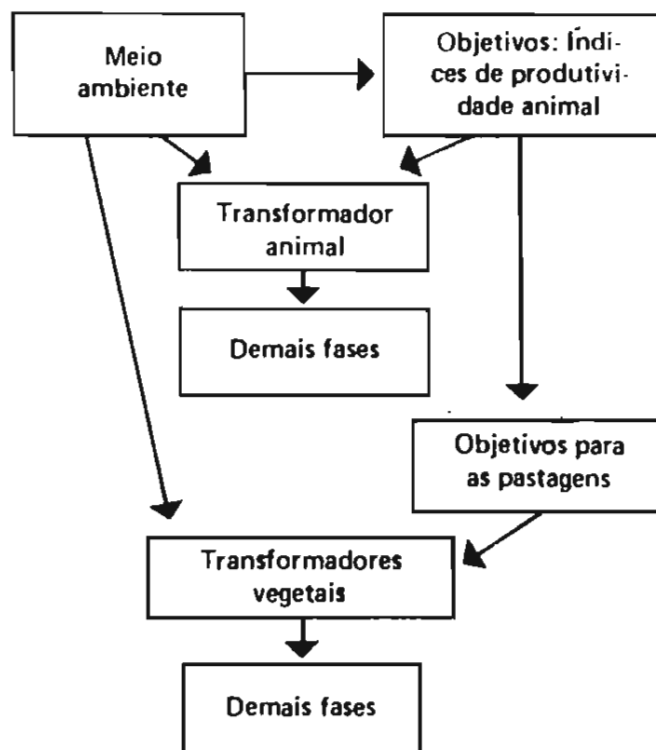 Meio
ambiente
Objetivos: Índi-
ces de produtivi-
dade animal
Transformador
animal
Demais fases
Objetivos para
as pastagens
Transformadores
vegetais
Demais fases